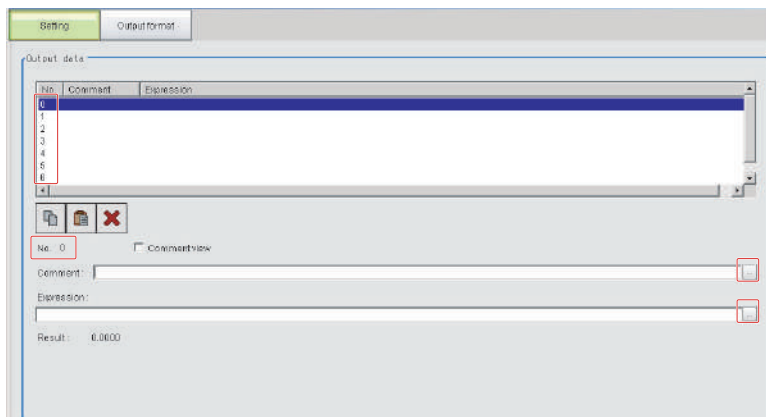 Setting Output format
Output data
No. Comment Expression
0
1
2
3
4
5
6
No. 0 Comment view
Comment: ...
Expression:
...
Result: 0.0000